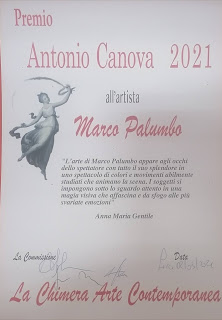 Premio
Antonio Canova 2021
all'artista
Marco Palumbo
"L'arte di Marco Palumbo appare agli occhi
dello spettatore con tutto il suo splendore in
uno spettacolo di colori e movimenti abilmente
studiati che animano la scena. I soggetti si
impongono sotto lo sguardo attento in una
magia visiva che affascina e da sfogo alle più
svariate emozioni".
Anna Maria Gentile
La Commissione
Data
La Chimera Arte Contemporanea